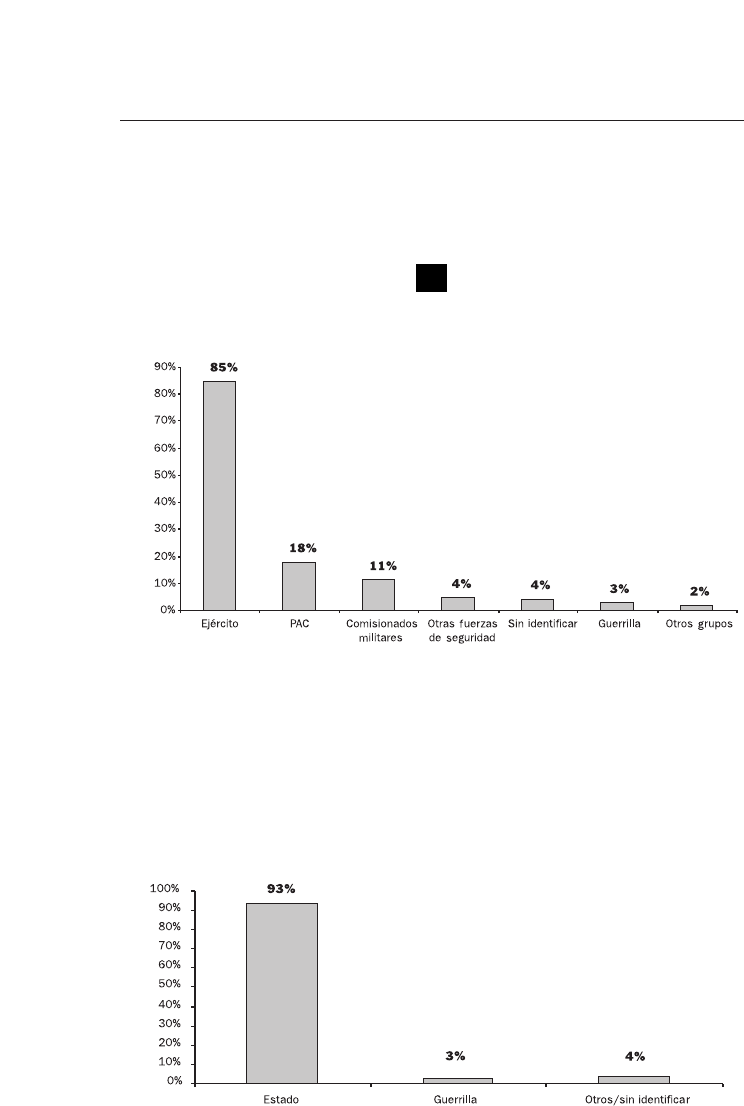 90%
85%
80%
70%
60%
50%
40%
30%
20%
10%
0%
18%
11%
4%
4%
3%
2%
Ejército
PAC
Comisionados
militares
Otras fuerzas
de seguridad
Sin identificar
Guerrilla
Otros grupos
100%
90%
80%
70%
60%
50%
40%
30%
20%
10%
0%
93%
3%
4%
Estado
Guerrilla
Otros/sin identificar